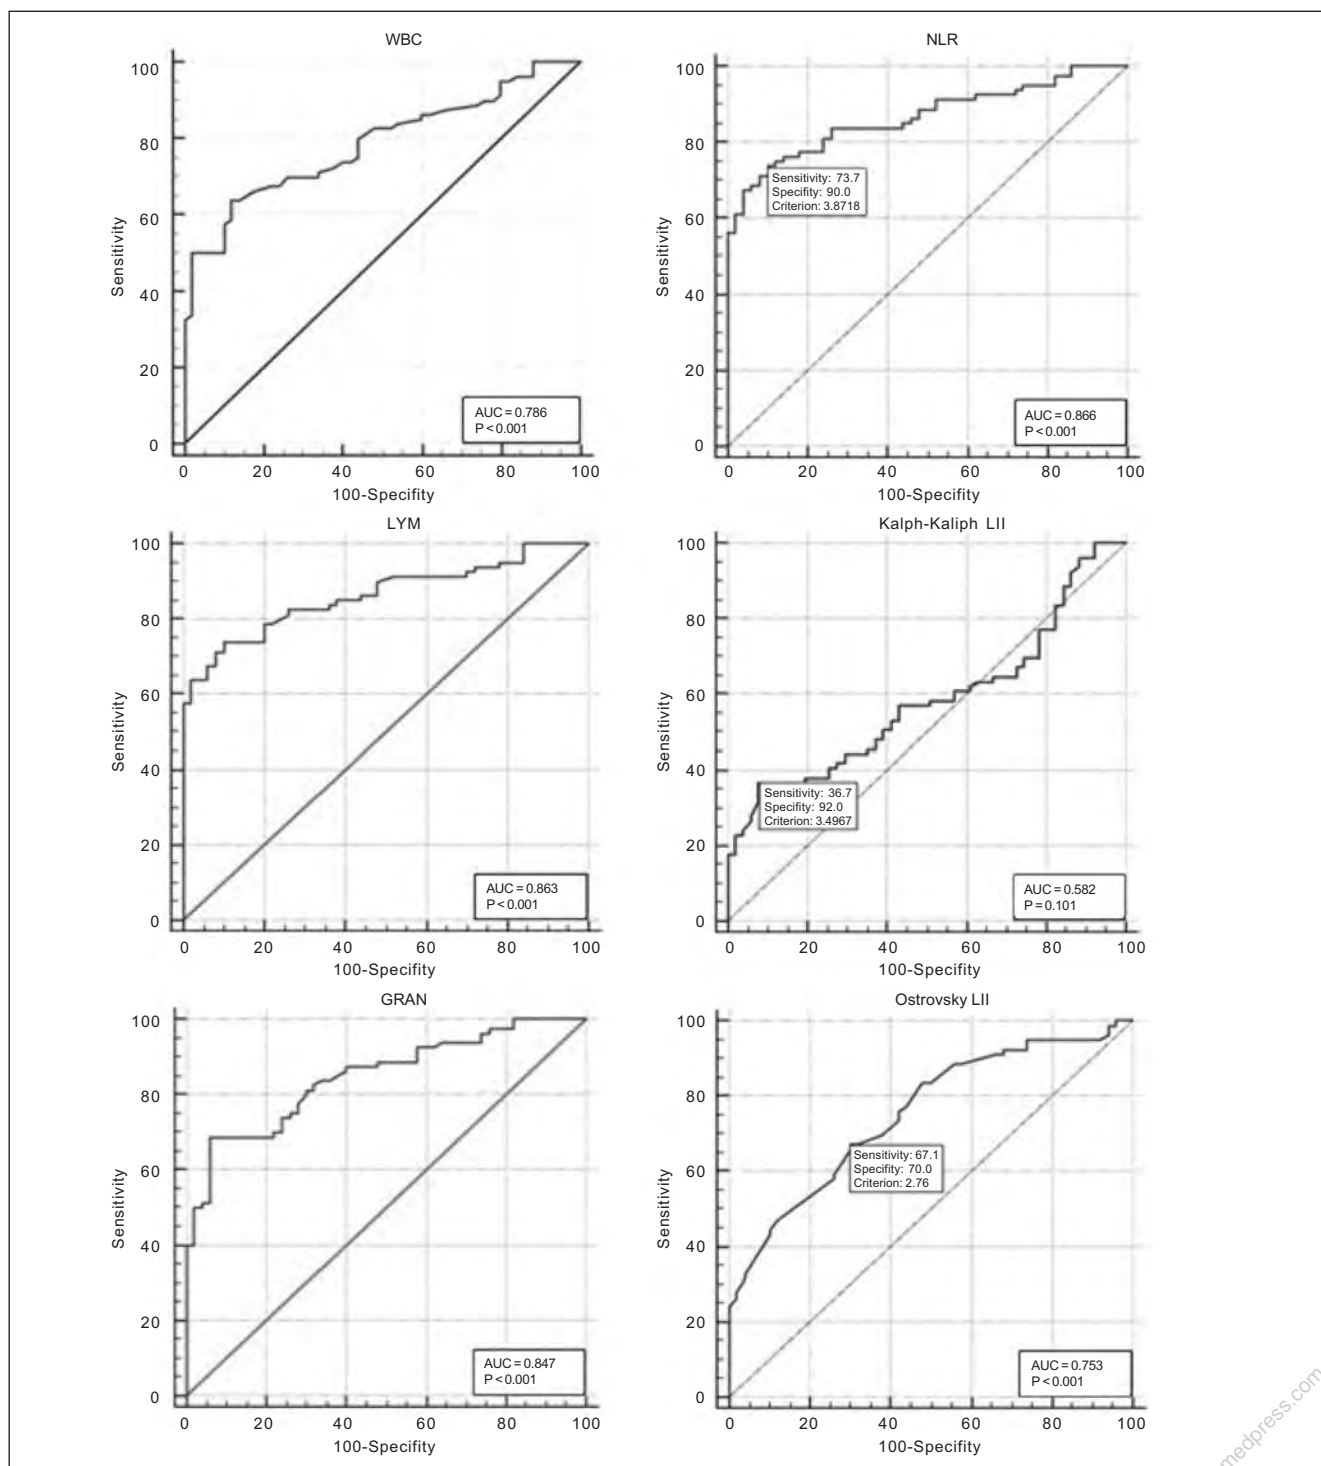 WBC
100
80
60
40
20
0
Sensitivity
AUC = 0.786
P < 0.001
0 20 40 60 80 100
100-Specifity
NLR
100
80
60
40
20
0
Sensitivity
Sensitivity: 73.7
Specifity: 90.0
Criterion: 3.8718
AUC = 0.866
P < 0.001
0 20 40 60 80 100
100-Specifity
LYM
100
80
60
40
20
0
Sensitivity
AUC = 0.863
P < 0.001
0 20 40 60 80 100
100-Specifity
Kalph-Kaliph LII
100
80
60
40
20
0
Sensitivity
Sensitivity: 36.7
Specifity: 92.0
Criterion: 3.4967
AUC = 0.582
P = 0.101
0 20 40 60 80 100
100-Specifity
GRAN
100
80
60
40
20
0
Sensitivity
AUC = 0.847
P < 0.001
0 20 40 60 80 100
100-Specifity
Ostrovsky LII
100
80
60
40
20
0
Sensitivity
Sensitivity: 67.1
Specifity: 70.0
Criterion: 2.76
AUC = 0.753
P < 0.001
0 20 40 60 80 100
100-Specifity
medpress.com